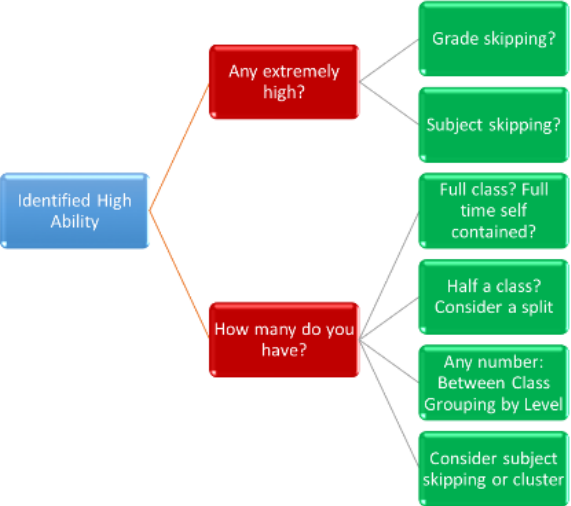 Identified High
Ability
Any extremely
high?
How many do you
have?
Grade skipping?
Subject skipping?
Full class? Full
time self
contained?
Half a class?
Consider a split
Any number:
Between Class
Grouping by Level
Consider subject
skipping or cluster